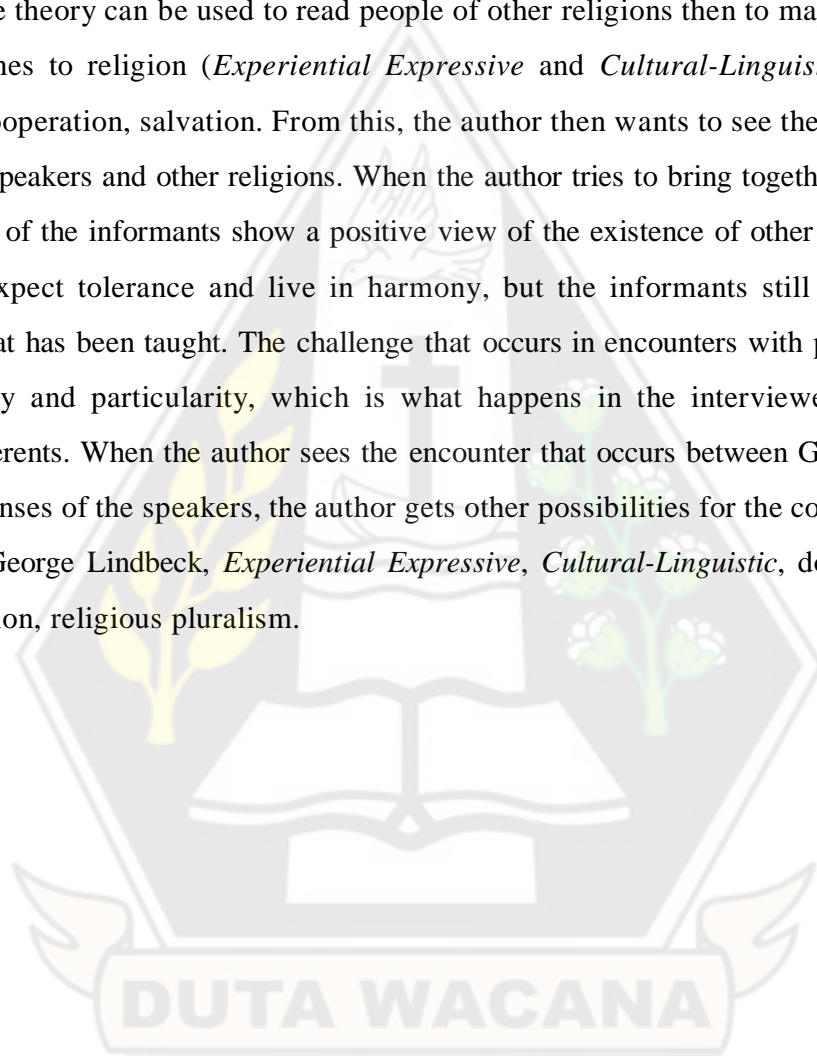 e theory can be used to read people of other religions then to ma
nes to religion (Experiential Expressive and Cultural-Linguis
ooperation, salvation. From this, the author then wants to see the
peakers and other religions. When the author tries to bring togeth
of the informants show a positive view of the existence of other
xpect tolerance and live in harmony, but the informants still
at has been taught. The challenge that occurs in encounters with p
y and particularity, which is what happens in the interviewe
erents. When the author sees the encounter that occurs between G
nses of the speakers, the author gets other possibilities for the co
George Lindbeck, Experiential Expressive, Cultural-Linguistic, do
ion, religious pluralism.
DUTA WACANA